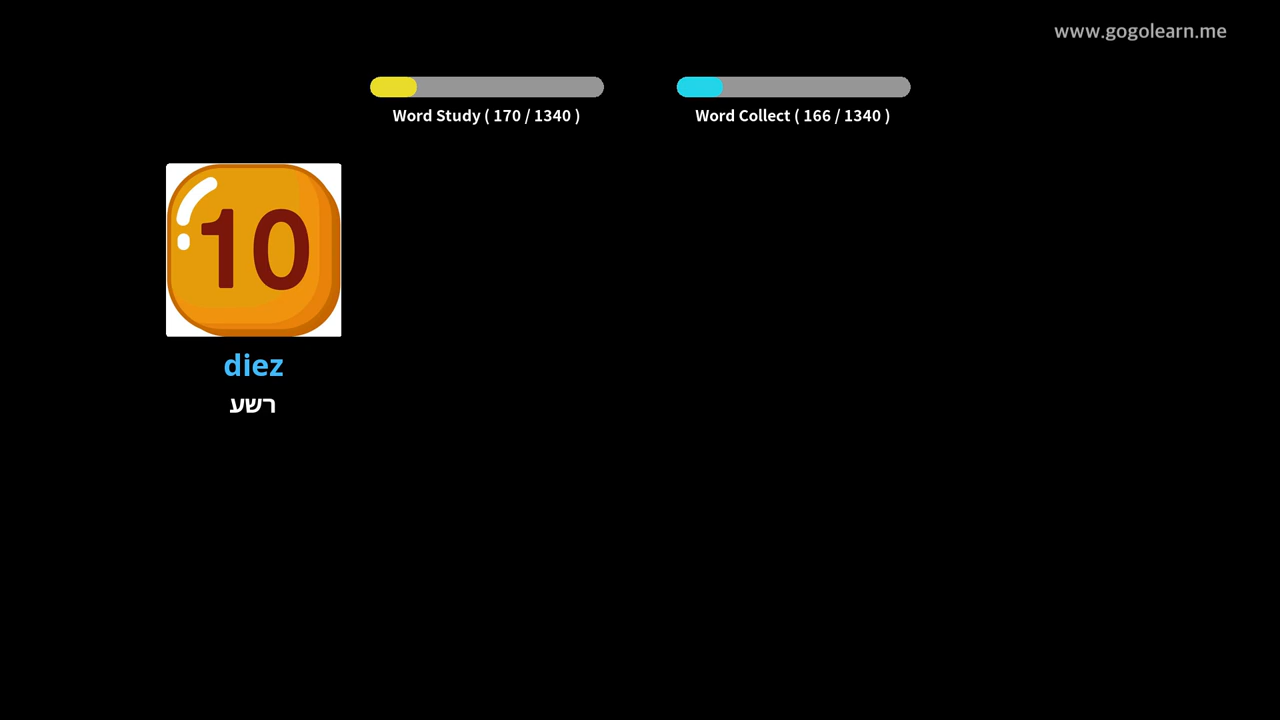 www.gogolearn.me
Word Study ( 170 / 1340 )
Word Collect ( 166 / 1340 )
10
diez
רשע